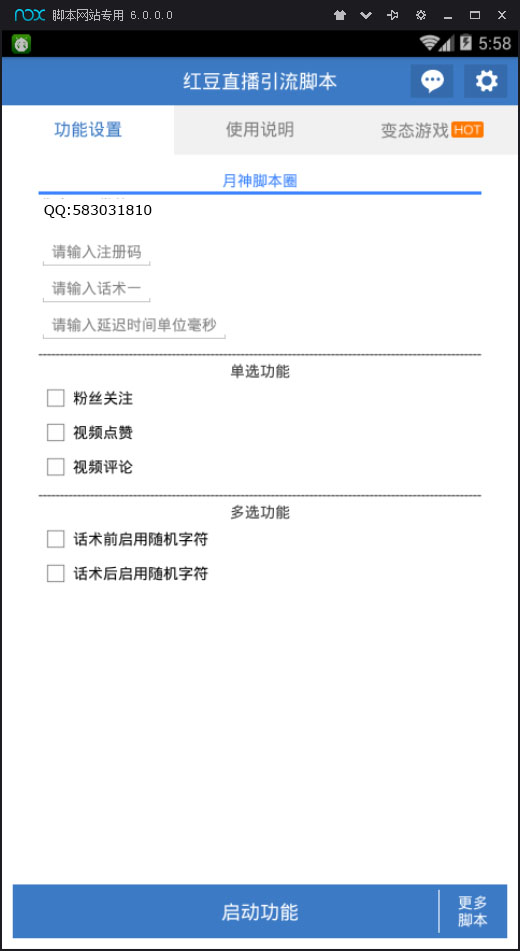 nox 脚本网站专用 6.0.0.0
5:58
红豆直播引流脚本
功能设置 使用说明 变态游戏 HOT
月神脚本圈
QQ:583031810
请输入注册码
请输入话术一
请输入延迟时间单位毫秒
单选功能
粉丝关注
视频点赞
视频评论
多选功能
话术前启用随机字符
话术后启用随机字符
启动功能
更多
脚本